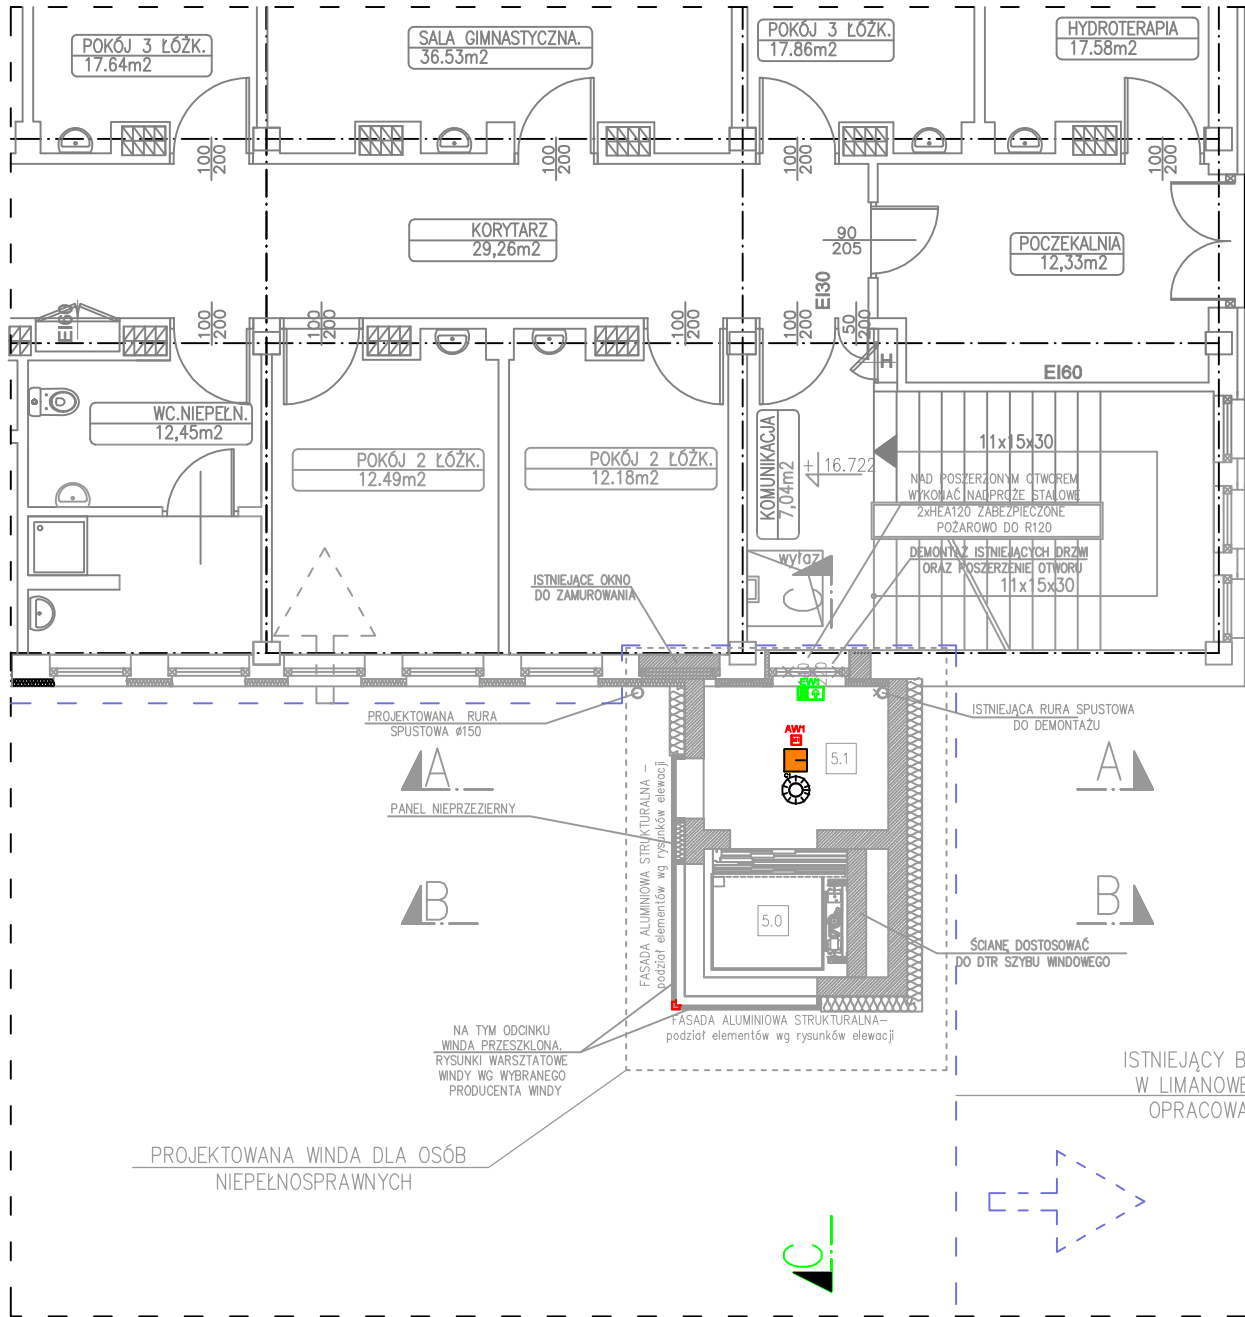 POKÓJ 3 ŁÓŻK.
17.64m2
SALA GIMNASTYCZNA.
36.53m2
POKÓJ 3 ŁÓŻK.
17.86m2
HYDROTERAPIA
17.58m2
100
200
100
200
100
200
100
200
KORYTARZ
29,26m2
90
205
POCZEKALNIA
12,33m2
EI30
EI60
100
200
100
200
100
200
100
200
50
200
H
EI60
WC.NIEPEŁN.
12,45m2
POKÓJ 2 ŁÓŻK.
12.49m2
POKÓJ 2 ŁÓŻK.
12.18m2
KOMUNIKACJA
7,04m2
16.722
11x15x30
NAD POSZERZONYM OTWOREM
WYKONAĆ NADPROŻE STALOWE
2xHEA120 ZABEZPIECZONE
POŻAROWO DO R120
DEMONTAŻ ISTNIEJĄCYCH DRZWI
ORAZ POSZERZENIE OTWORU
11x15x30
wyłaz
C
ISTNIEJĄCE OKNO
DO ZAMUROWANIA
EW1
PROJEKTOWANA RURA
SPUSTOWA ø150
ISTNIEJĄCA RURA SPUSTOWA
DO DEMONTAŻU
AW1
5.1
A
A
PANEL NIEPRZEZIERNY
FASADA ALUMINIOWA STRUKTURALNA –
podział elementów wg rysunków elewacji
B
B
5.0
ŚCIANĘ DOSTOSOWAĆ
DO DTR SZYBU WINDOWEGO
FASADA ALUMINIOWA STRUKTURALNA–
podział elementów wg rysunków elewacji
NA TYM ODCINKU
WINDA PRZESZKLONA.
RYSUNKI WARSZTATOWE
WINDY WG WYBRANEGO
PRODUCENTA WINDY
ISTNIEJĄCY B
W LIMANOWE
OPRACOWA
PROJEKTOWANA WINDA DLA OSÓB
NIEPEŁNOSPRAWNYCH
C